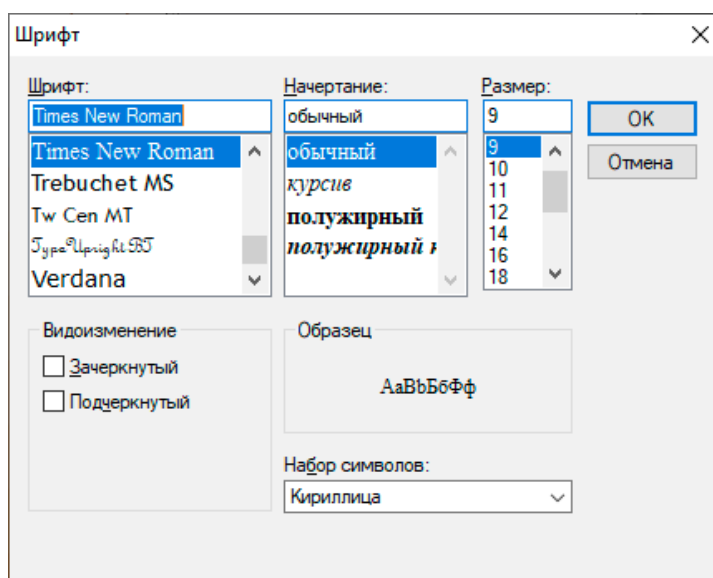 Шрифт
Шрифт:
Times New Roman
Times New Roman
Trebuchet MS
Tw Cen MT
TypeUpright BT
Verdana
Начертание:
обычный
обычный
курсив
полужирный
полужирный
Размер:
9
9
10
11
12
14
16
18
OK
Отмена
Видоизменение
Зачеркнутый
Подчеркнутый
Образец
АаВbБбФф
Набор символов:
Кириллица